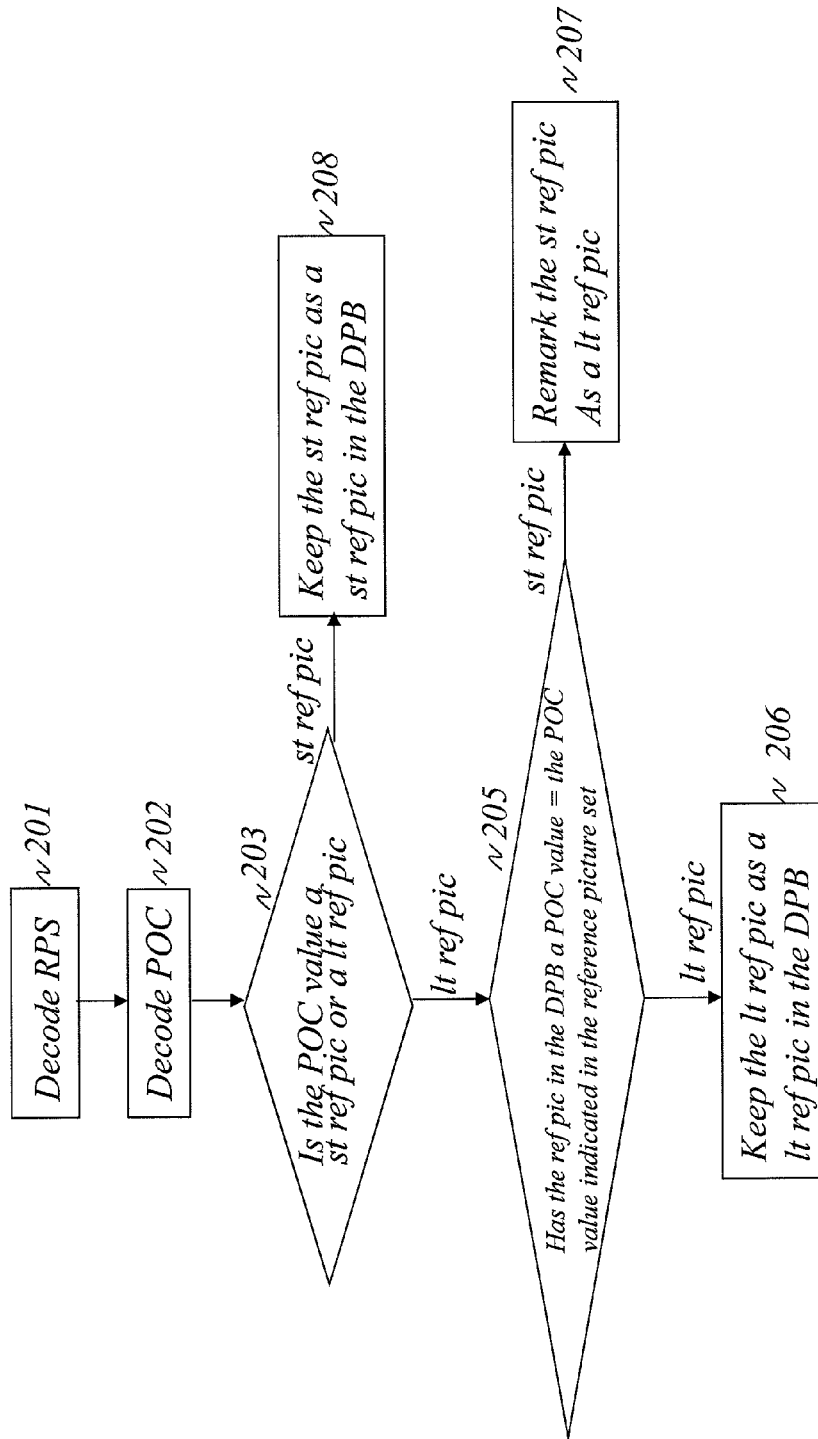 Decode RPS
201
Decode POC
202
203
Is the POC value a
st ref pic or a lt ref pic
st ref pic
Keep the st ref pic as a
st ref pic in the DPB
208
lt ref pic
205
Has the ref pic in the DPB a POC value = the POC
value indicated in the reference picture set
st ref pic
Remark the st ref pic
As a lt ref pic
207
lt ref pic
Keep the lt ref pic as a
lt ref pic in the DPB
206